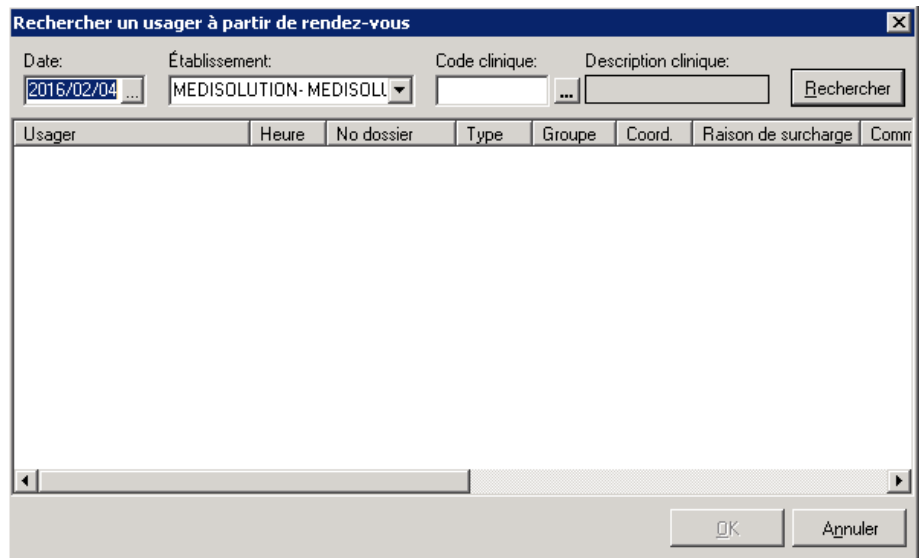 Rechercher un usager à partir de rendez-vous
Date: Établissement: Code clinique: Description clinique:
2016/02/04 ... MEDISOLUTION- MEDISOLU ... Rechercher
Usager Heure No dossier Type Groupe Coord. Raison de surcharge Comm
OK Annuler